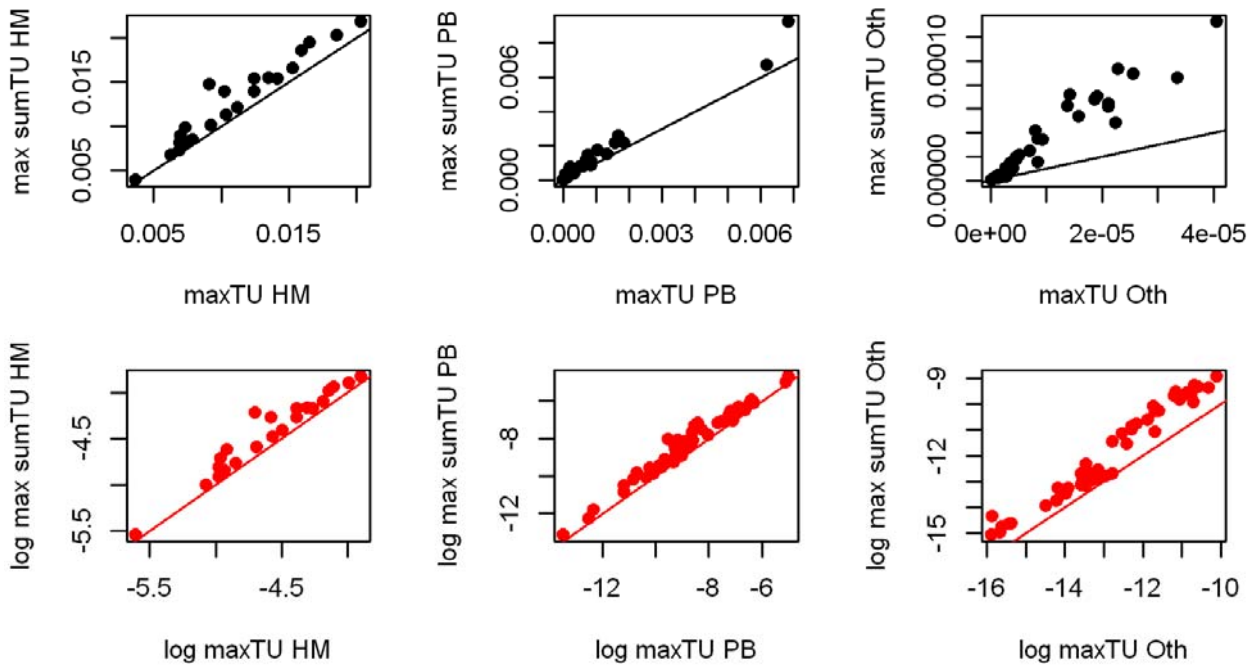 max sumTU HM
0.005 0.015
0.005 0.015
maxTU HM
max sumTU PB
0.000 0.006
0.000 0.003 0.006
maxTU PB
max sumTU Oth
0.00000 0.00010
0e+00 2e-05 4e-05
maxTU Oth
log max sumTU HM
-5.5 -4.5
-5.5 -4.5
log maxTU HM
log max sumTU PB
-12 -8
-12 -8 -6
log maxTU PB
log max sumTU Oth
-15 -12 -9
-16 -14 -12 -10
log maxTU Oth